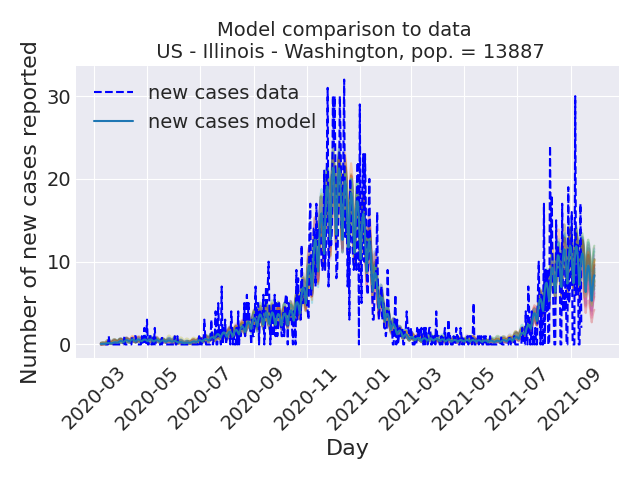 Model comparison to data
US - Illinois - Washington, pop. = 13887
Number of new cases reported
30
20
10
0
new cases data
new cases model
2020-03
2020-05
2020-07
2020-09
2020-11
2021-01
2021-03
2021-05
2021-07
2021-09
Day